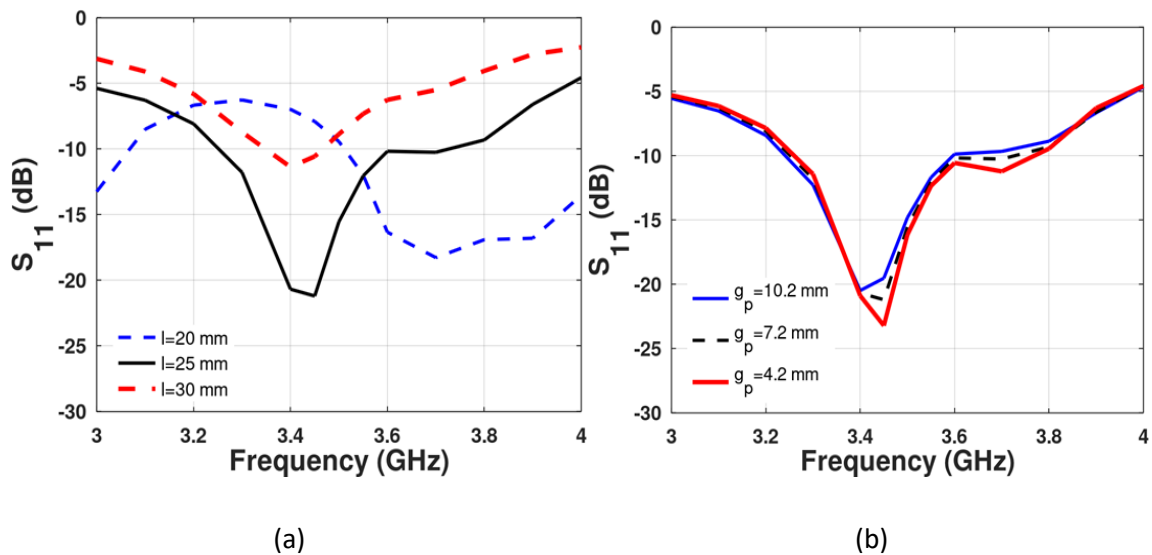 0
-5
-10
-15
-20
-25
-30
S11 (dB)
l=20 mm
l=25 mm
l=30 mm
3 3.2 3.4 3.6 3.8 4
Frequency (GHz)
(a)
0
-5
-10
-15
-20
-25
-30
S11 (dB)
gp=10.2 mm
gp=7.2 mm
gp=4.2 mm
3 3.2 3.4 3.6 3.8 4
Frequency (GHz)
(b)